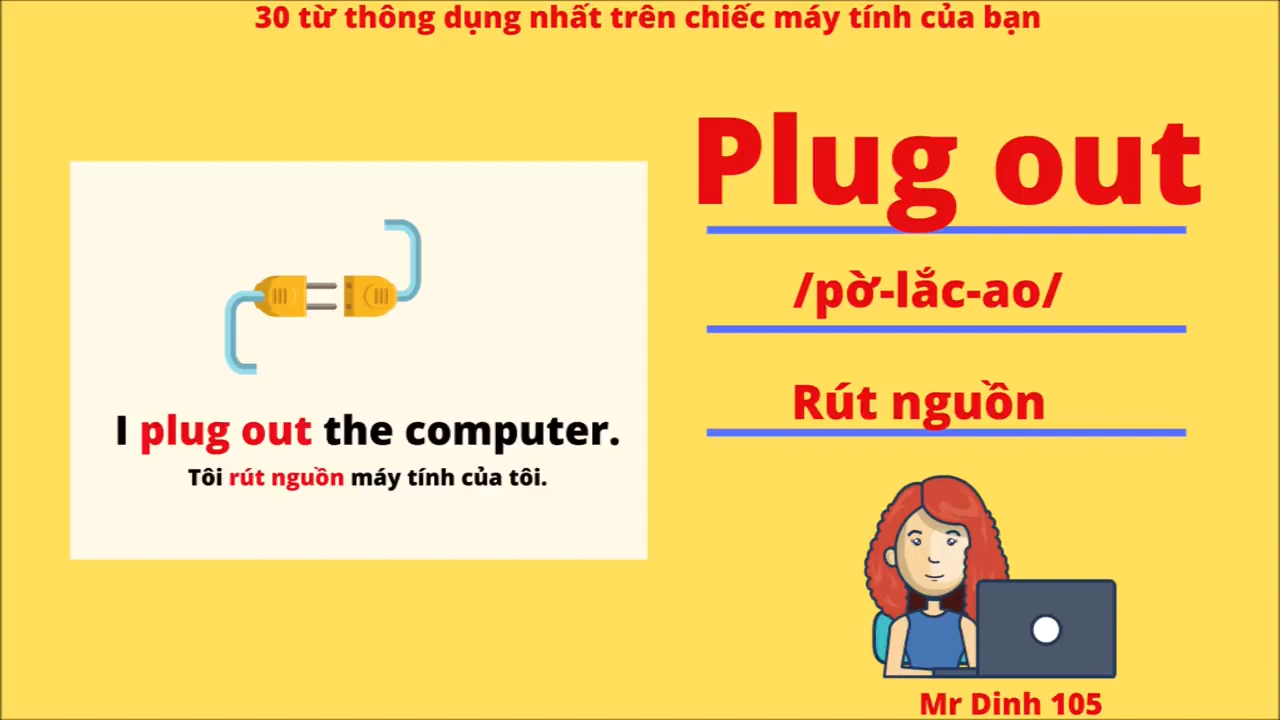 30 từ thông dụng nhất trên chiếc máy tính của bạn
Plug out
/pờ-lắc-ao/
Rút nguồn
I plug out the computer.
Tôi rút nguồn máy tính của tôi.
Mr Dinh 105